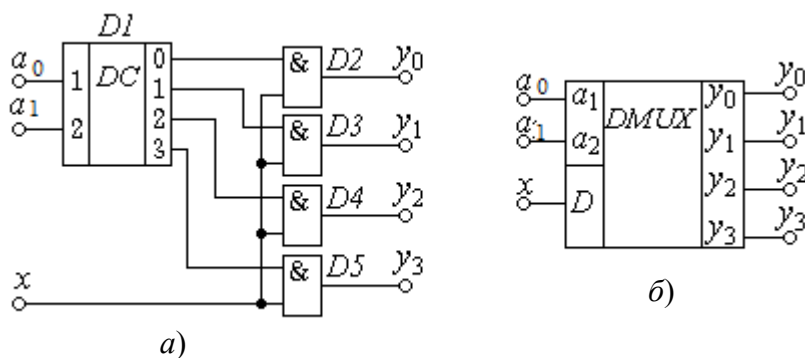 D1
a0
a1
1
2
DC
0
1
2
3
& D2 y0
& D3 y1
& D4 y2
& D5 y3
x
а)
a0
a1
x
a1
a2
D
DMUX
y0
y1
y2
y3
y0
y1
y2
y3
б)